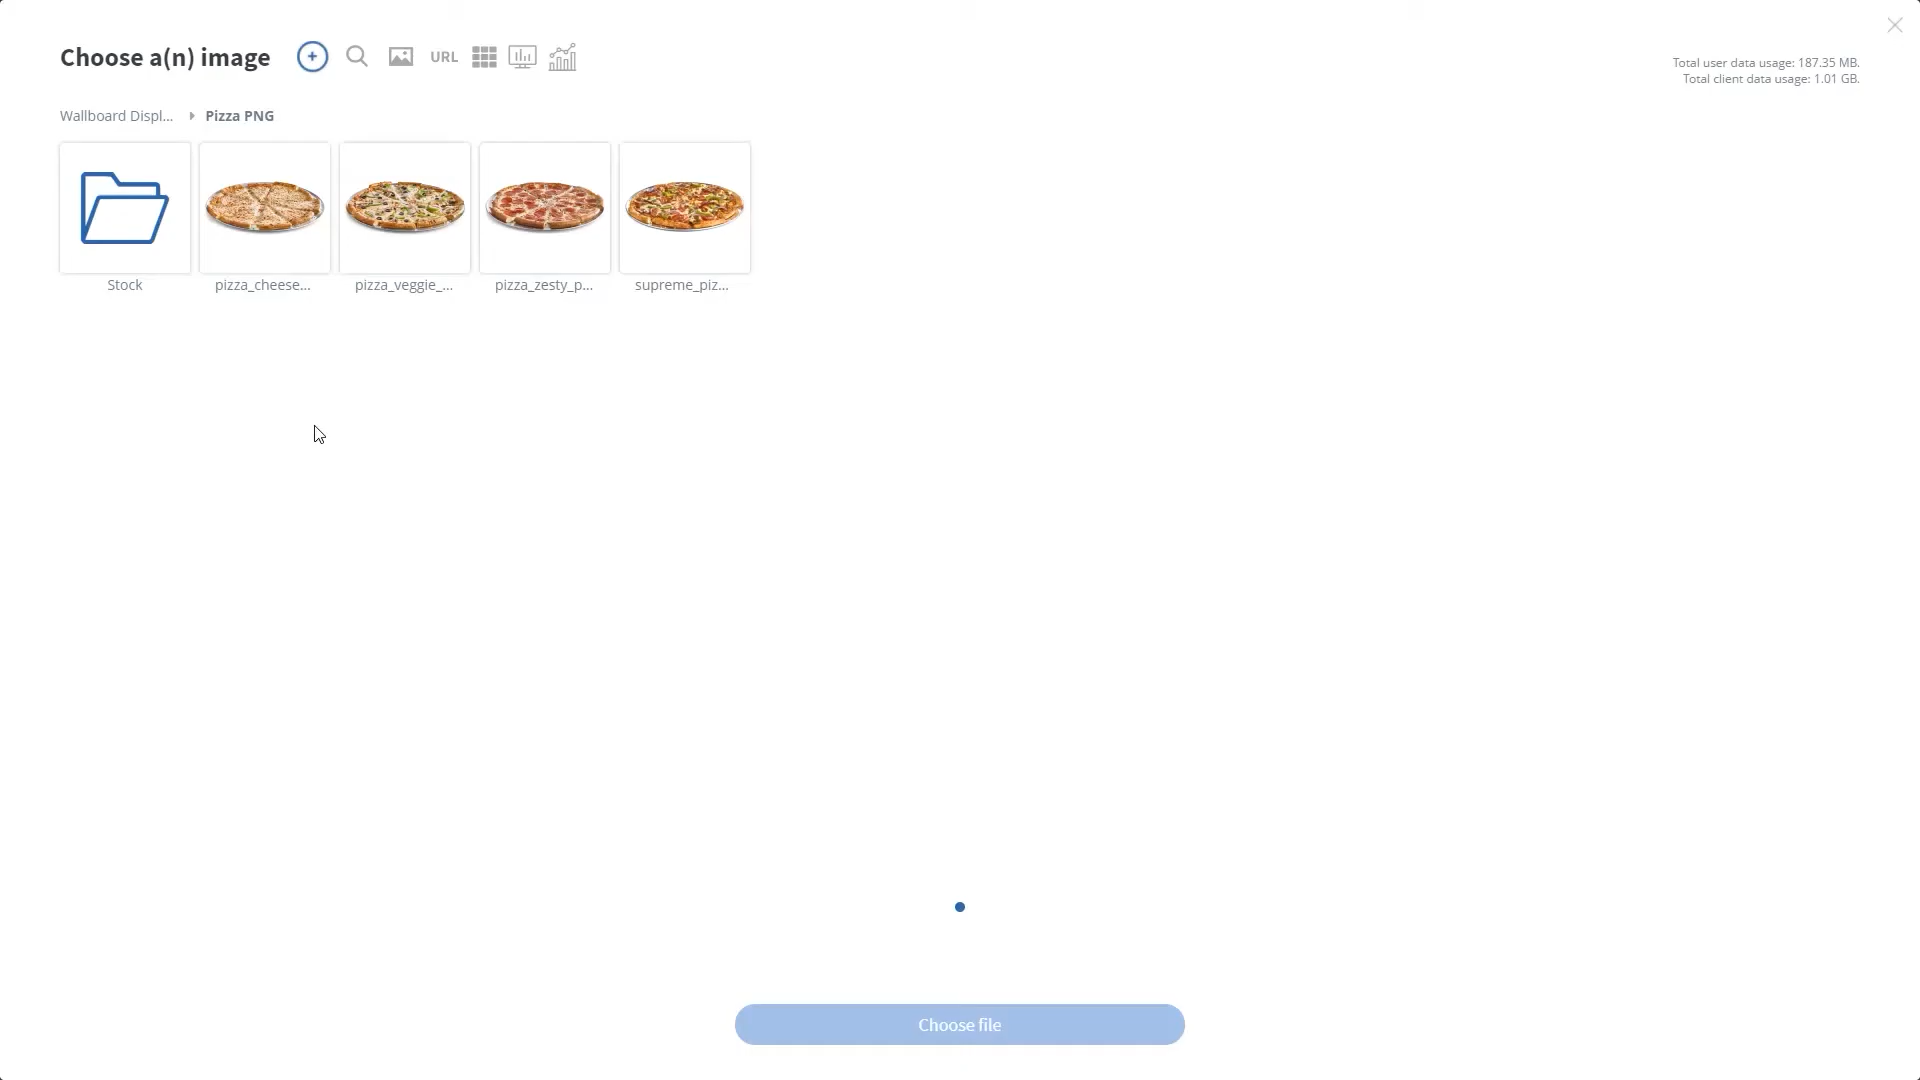 Choose a(n) image
URL
Total user data usage: 187.35 MB.
Total client data usage: 1.01 GB.
Wallboard Displ...
Pizza PNG
Stock
pizza_cheese...
pizza_veggie_...
pizza_zesty_p...
supreme_piz...
Choose file